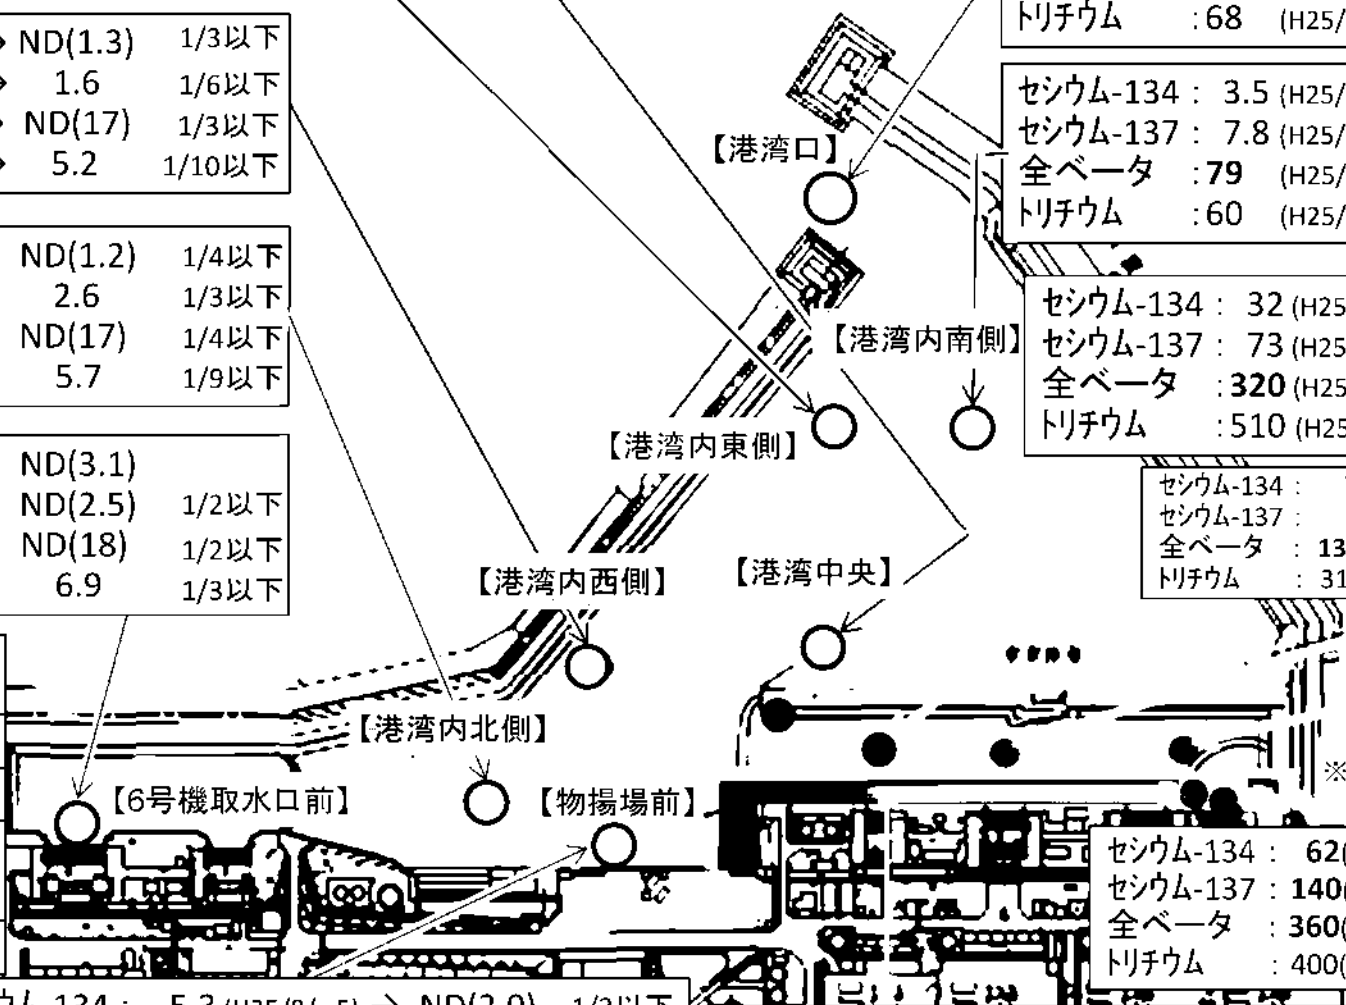 → ND(1.3) 1/3以下
→ 1.6 1/6以下
→ ND(17) 1/3以下
→ 5.2 1/10以下
ND(1.2) 1/4以下
2.6 1/3以下
ND(17) 1/4以下
5.7 1/9以下
ND(3.1)
ND(2.5) 1/2以下
ND(18) 1/2以下
6.9 1/3以下
トリチウム :68 (H25/
セシウム-134 : 3.5 (H25/
セシウム-137 : 7.8 (H25/
全ベータ :79 (H25/
トリチウム :60 (H25/
セシウム-134 : 32 (H25
セシウム-137 : 73 (H25
全ベータ :320 (H25
トリチウム :510 (H25
セシウム-134 :
セシウム-137 :
全ベータ : 13
トリチウム : 31
【港湾口】
【港湾内南側】
【港湾内東側】
【港湾内西側】
【港湾中央】
【港湾内北側】
【6号機取水口前】
【物揚場前】
※
セシウム-134 : 62(
セシウム-137 : 140(
全ベータ : 360(
トリチウム : 400(